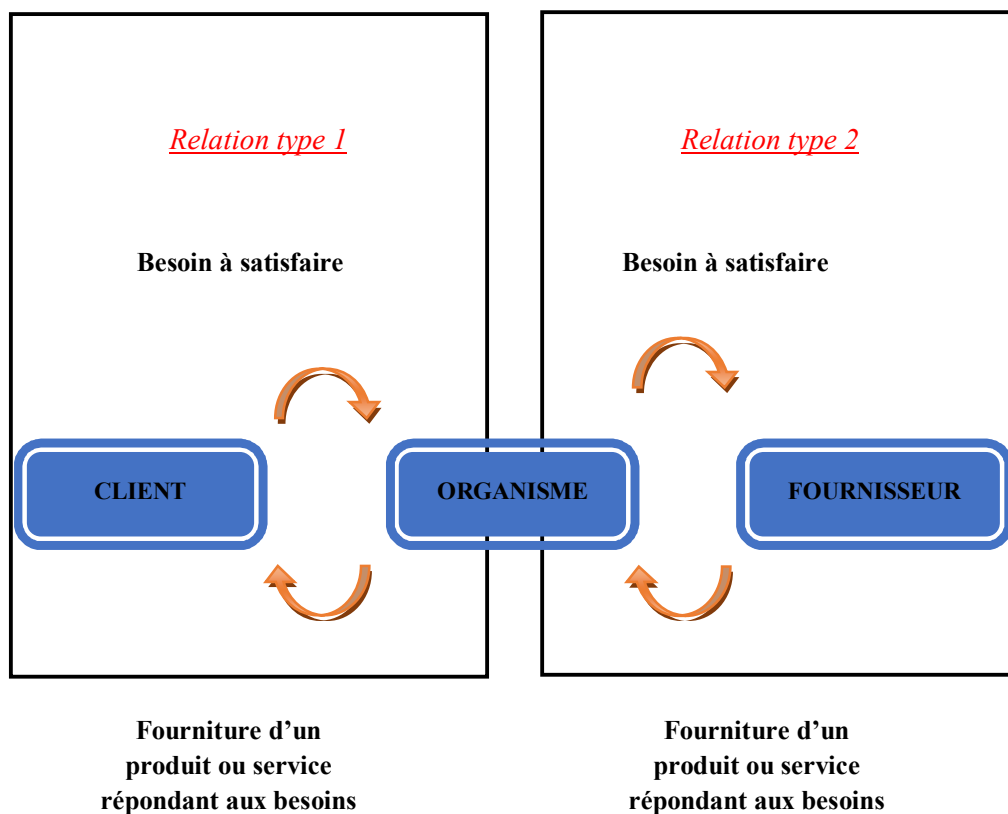 Relation type 1
Relation type 2
Besoin à satisfaire
Besoin à satisfaire
CLIENT
ORGANISME
FOURNISSEUR
Fourniture d’un
produit ou service
répondant aux besoins
Fourniture d’un
produit ou service
répondant aux besoins